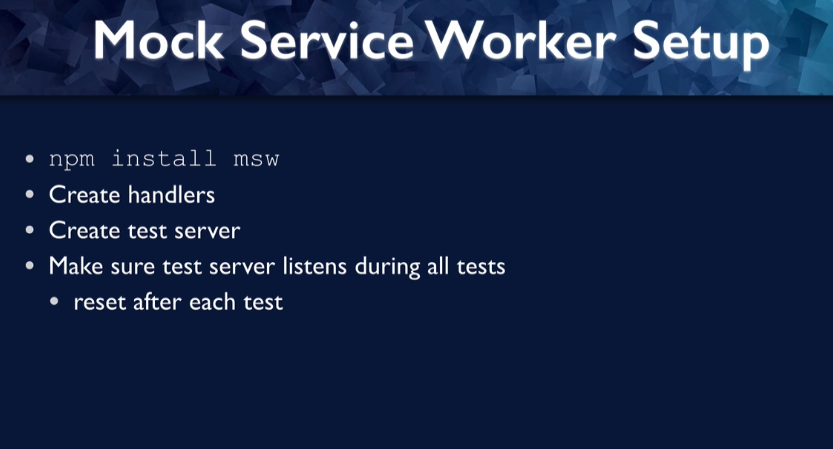 Mock Service Worker Setup
• npm install msw
• Create handlers
• Create test server
• Make sure test server listens during all tests
• reset after each test